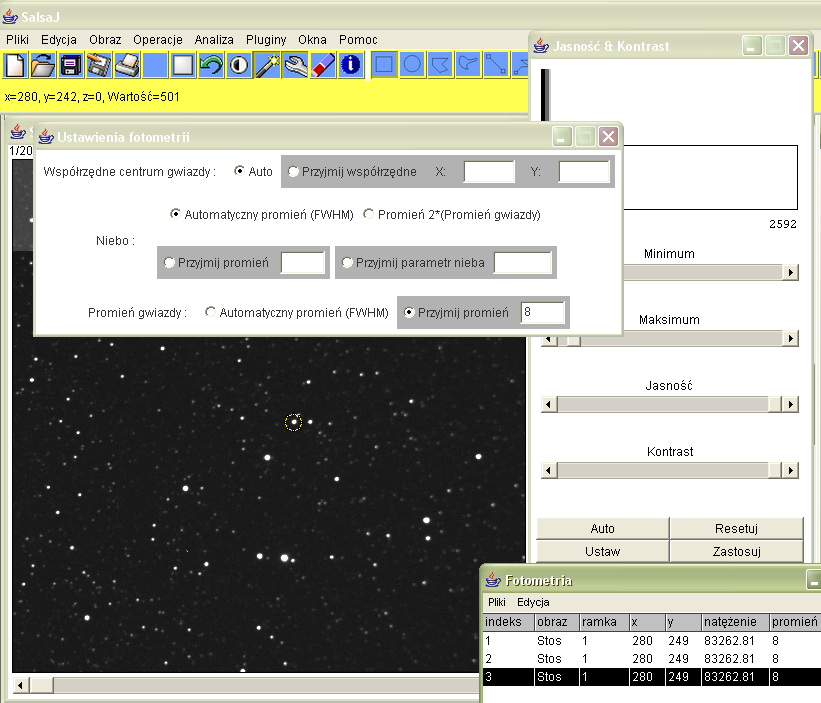 SalsaJ
Pliki Edycja Obraz Operacje Analiza Pluginy Okna Pomoc
x=280, y=242, z=0, Wartość=501
Jasność & Kontrast
2592
Minimum
Maksimum
Jasność
Kontrast
Auto Resetuj
Ustaw Zastosuj
1/20
Ustawienia fotometrii
Współrzędne centrum gwiazdy : Auto Przyjmij współrzędne X: Y:
Automatyczny promień (FWHM) Promień 2*(Promień gwiazdy)
Niebo :
Przyjmij promień Przyjmij parametr nieba
Promień gwiazdy : Automatyczny promień (FWHM) Przyjmij promień 8
Fotometria
Pliki Edycja
indeks obraz ramka x y natężenie promień
1 Stos 1 280 249 83262.81 8
2 Stos 1 280 249 83262.81 8
3 Stos 1 280 249 83262.81 8